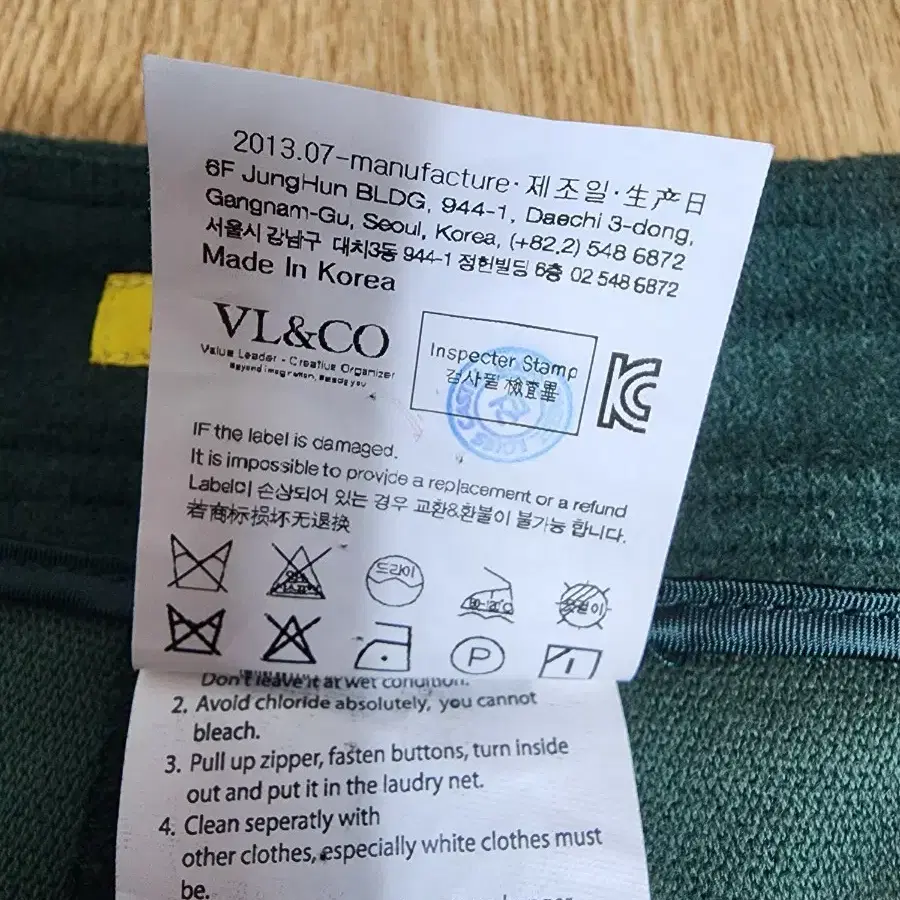 2013.07-manufacture·제조일·生产日
6F JungHun BLDG, 944-1, Daechi 3-dong,
Gangnam-Gu, Seoul, Korea, (+82.2) 548 6872
서울시 강남구 대치3동 944-1 정헌빌딩 6층 02 548 6872
Made In Korea
VL&CO
Value Leader - Creative Organizer
Inspecter Stamp
검사필 檢査畢
KC
IF the label is damaged.
It is impossible to provide a replacement or a refund
Label이 손상되어 있는 경우 교환&환불이 불가능 합니다.
若商标损坏无退换
드라이
P
Don't leave it at wet condition.
2. Avoid chloride absolutely, you cannot
bleach.
3. Pull up zipper, fasten buttons, turn inside
out and put it in the laudry net.
4. Clean seperatly with
other clothes, especially white clothes must
be.